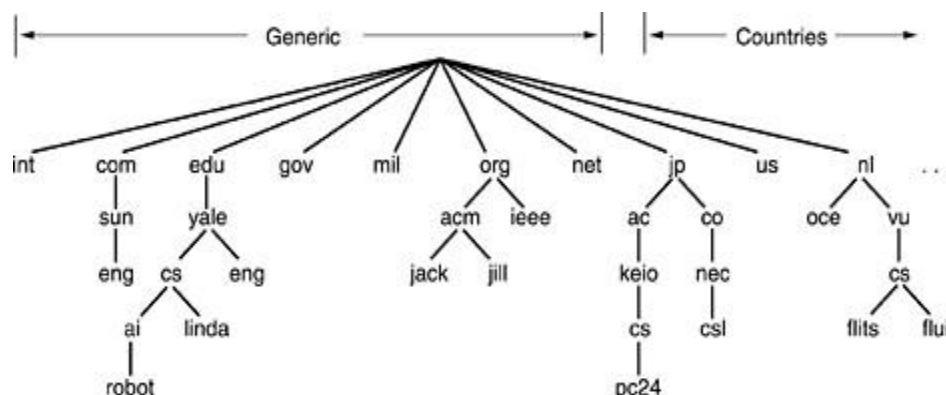 Generic Countries
int com edu gov mil org net jp us nl . .
sun yale acm ieee ac co oce vu
eng cs eng jack jill keio nec cs
ai linda cs csl flits flui
robot pc24